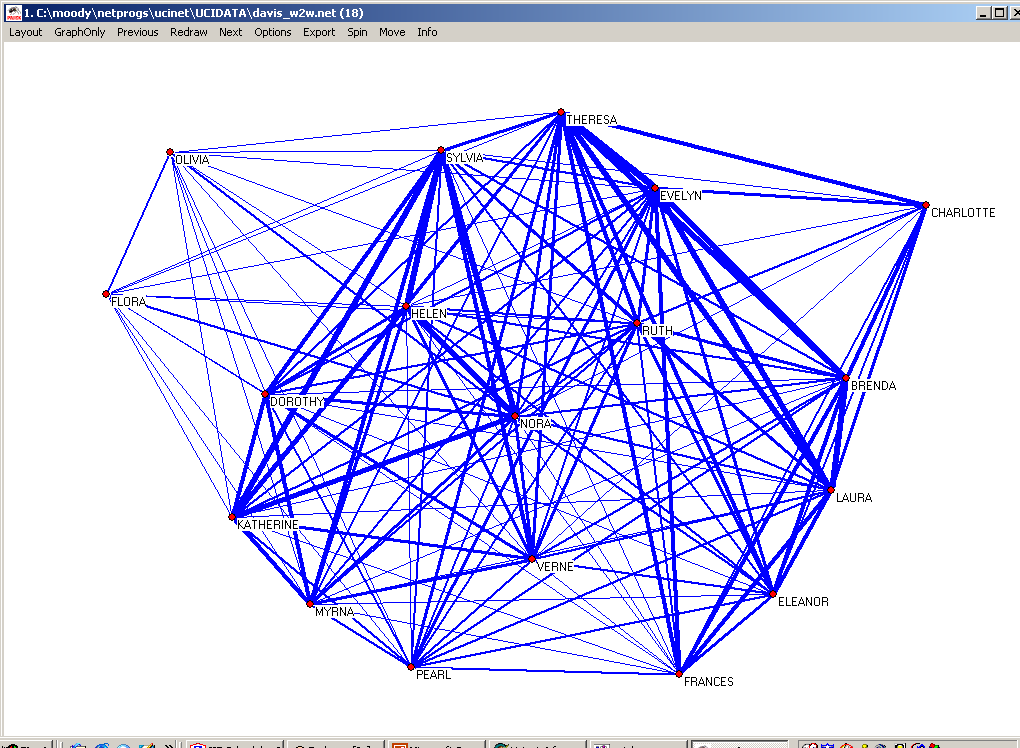 1. C:\moody\netprogs\ucinet\UCIDATA\davis_w2w.net (18)
Layout GraphOnly Previous Redraw Next Options Export Spin Move Info
THERESA
OLIVIA
SYLVIA
EVELYN
CHARLOTTE
FLORA
HELEN
RUTH
BRENDA
DOROTHY
NORA
LAURA
KATHERINE
VERNE
ELEANOR
MYRNA
PEARL
FRANCES